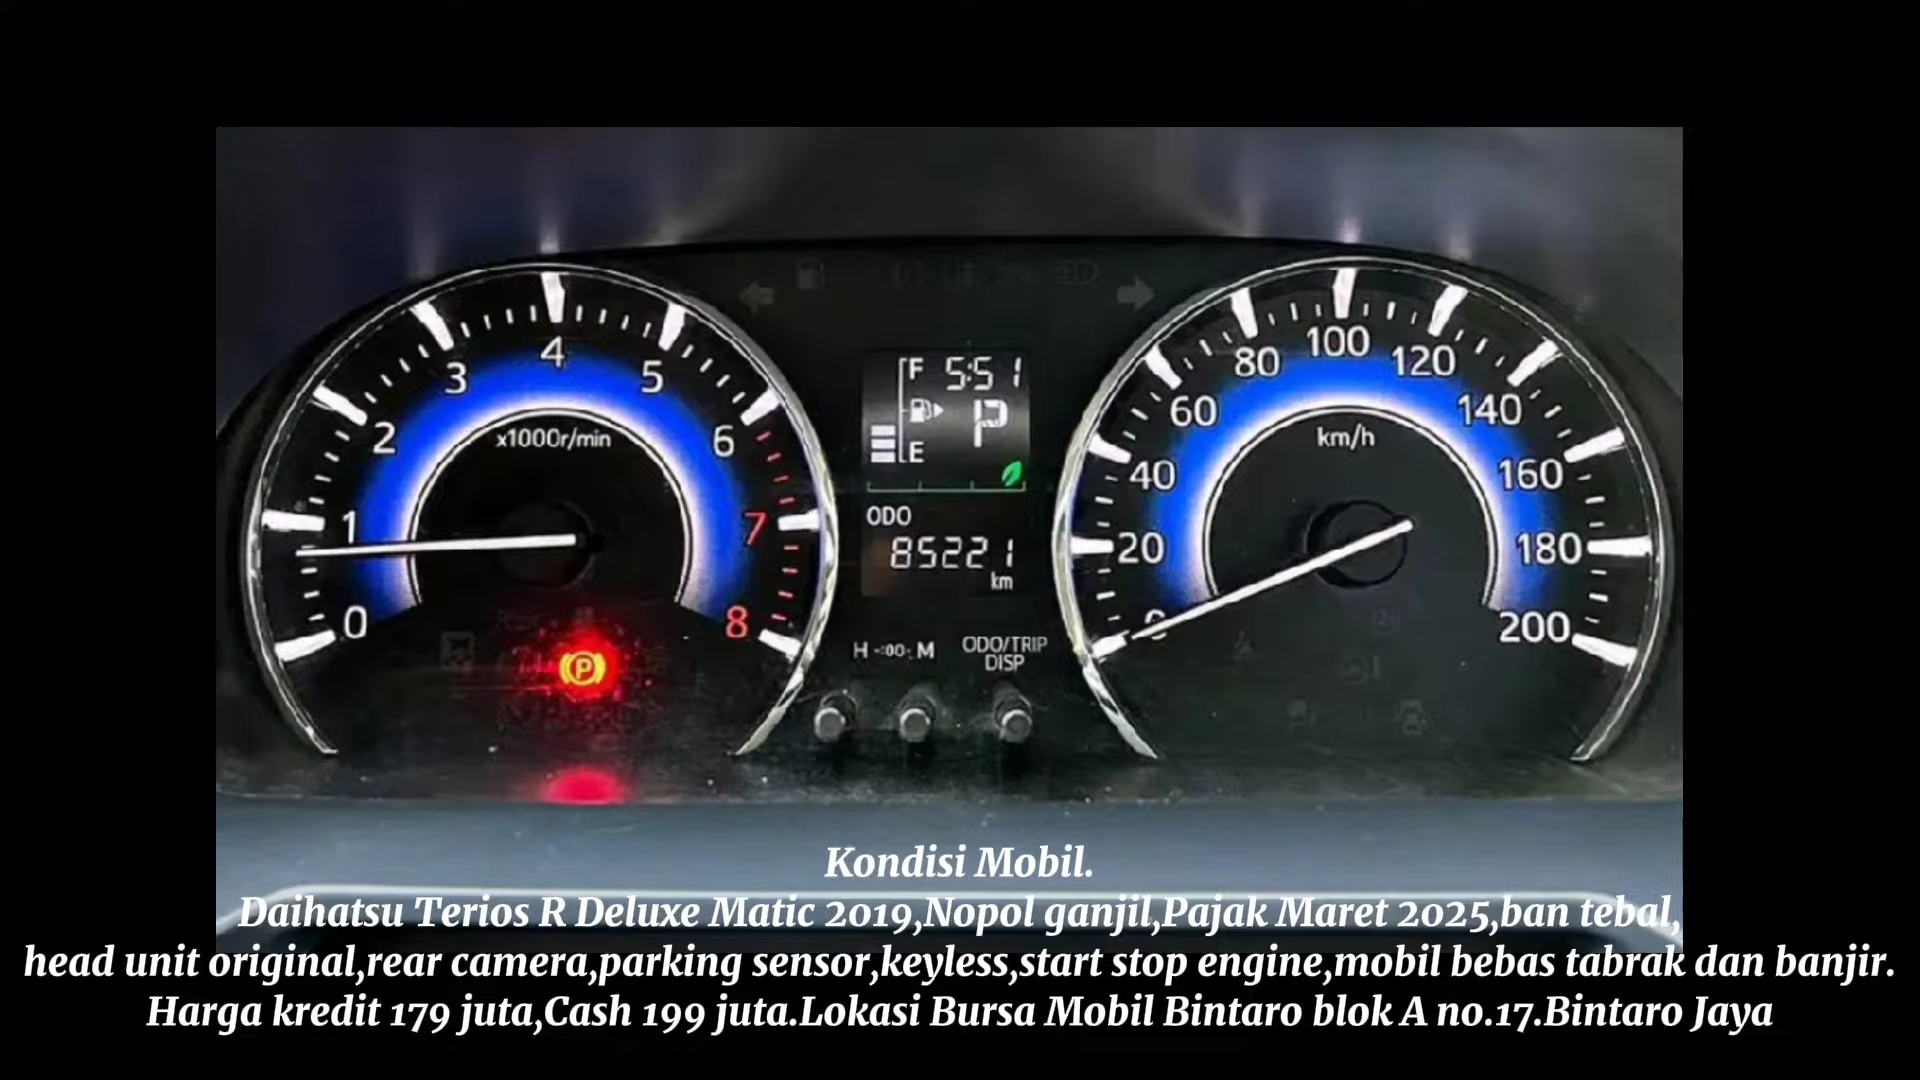 3 4 5
2 6
x1000r/min
1 7
0 8
F 5:51
P
E
ODO
85221
km
H -:00:. M
ODO/TRIP
DISP
80 100 120
60 140
km/h
40 160
20 180
0 200
P
Kondisi Mobil.
Daihatsu Terios R Deluxe Matic 2019,Nopol ganjil,Pajak Maret 2025,ban tebal,
head unit original,rear camera,parking sensor,keyless,start stop engine,mobil bebas tabrak dan banjir.
Harga kredit 179 juta,Cash 199 juta.Lokasi Bursa Mobil Bintaro blok A no.17.Bintaro Jaya